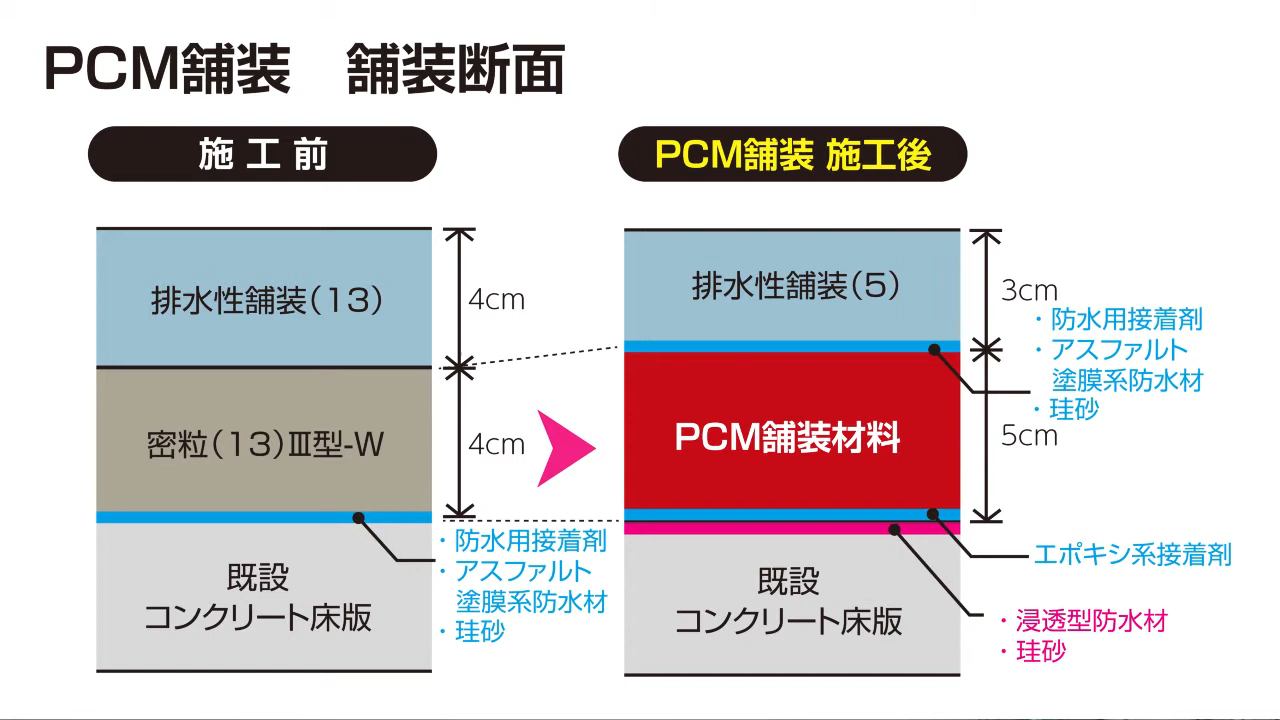 PCM舗装　舗装断面
施工前
排水性舗装（13）
4cm
密粒（13）Ⅲ型-W
4cm
・防水用接着剤
・アスファルト
塗膜系防水材
・珪砂
既設
コンクリート床版
PCM舗装 施工後
排水性舗装（5）
3cm
・防水用接着剤
・アスファルト
塗膜系防水材
・珪砂
PCM舗装材料
5cm
エポキシ系接着剤
・浸透型防水材
・珪砂
既設
コンクリート床版